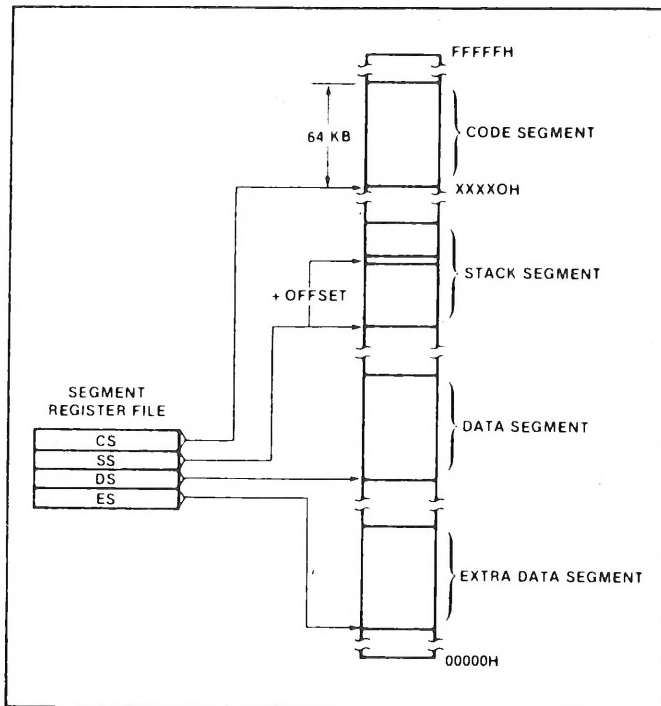 FFFFFH
64 KB
CODE SEGMENT
XXXXOH
STACK SEGMENT
+ OFFSET
SEGMENT
REGISTER FILE
CS
SS
DS
ES
DATA SEGMENT
EXTRA DATA SEGMENT
00000H